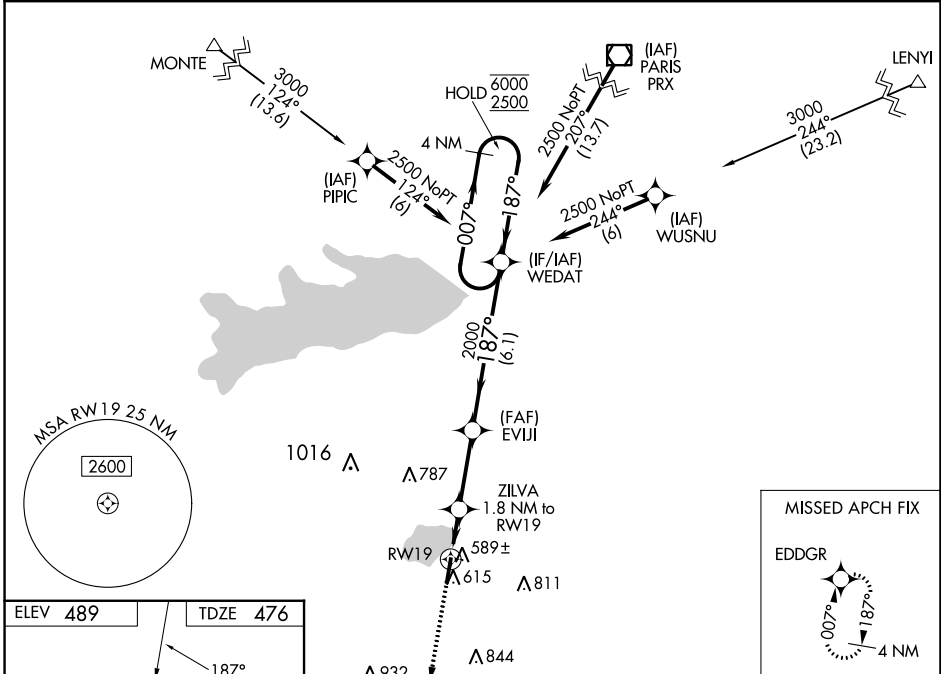 MONTE
3000
124°
(13.6)
HOLD
6000
2500
4 NM
(IAF)
PARIS
PRX
2500 NoPT
207°
(13.7)
LENYI
3000
244°
(23.2)
(IAF)
PIPIC
2500 NoPT
124°
(6)
007°
187°
2500 NoPT
244°
(6)
(IAF)
WUSNU
(IF/IAF)
WEDAT
2000
187°
(6.1)
(FAF)
EVIJI
MSA RW19 25 NM
2600
1016
787
ZILVA
1.8 NM to
RW19
RW19
589±
615
811
844
932
MISSED APCH FIX
EDDGR
007°
187°
4 NM
ELEV 489
TDZE 476
187°